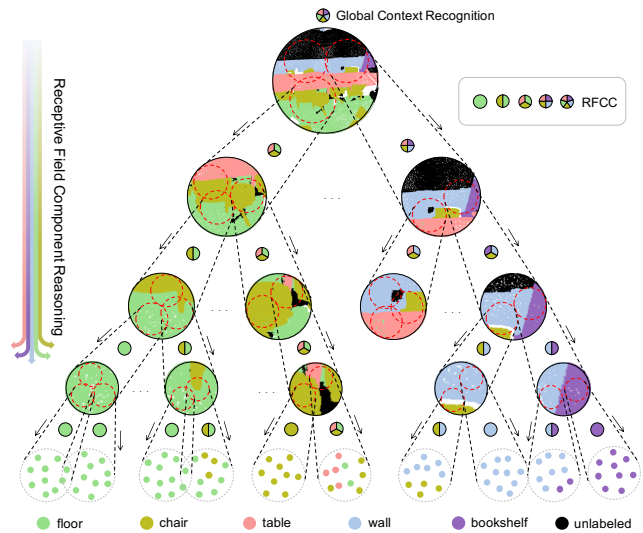 Global Context Recognition
RFCC
Receptive Field Component Reasoning
floor
chair
table
wall
bookshelf
unlabeled